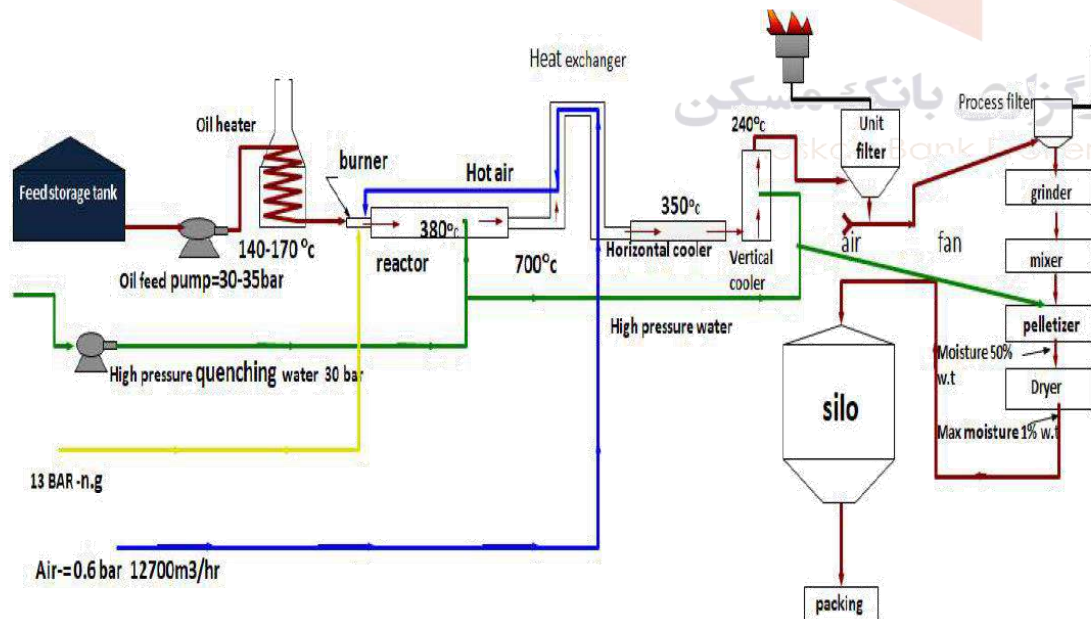 گزاری بانک مسکن
Heat exchanger
Process filter
Oil heater
240°c
Unit
filter
Feed storage tank
burner
Hot air
grinder
350°c
380°c
140-170 °c
reactor
700°c
Horizontal cooler
air
fan
mixer
Oil feed pump=30-35bar
Vertical
cooler
High pressure water
pelletizer
Moisture 50%
w.t
High pressure quenching water 30 bar
Dryer
silo
Max moisture 1% w.t
13 BAR -n.g
Air-=0.6 bar 12700m3/hr
packing